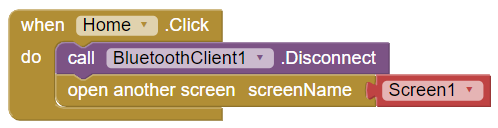 when Home .Click
do call BluetoothClient1 .Disconnect
open another screen screenName Screen1